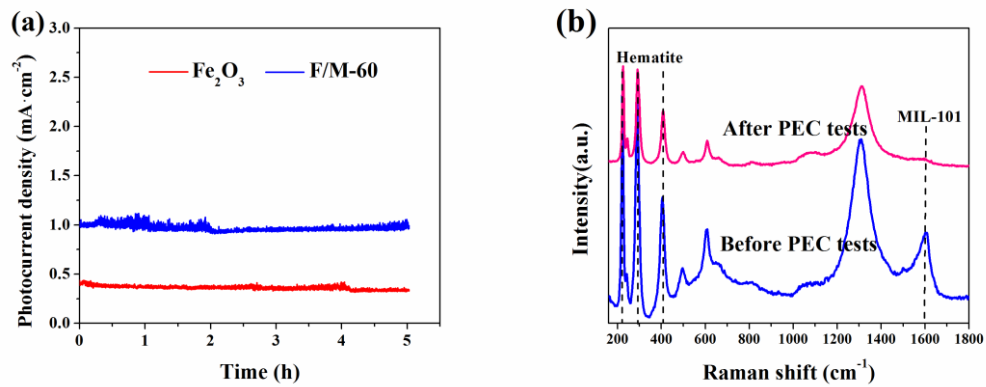 (a)
3.0
2.5
2.0
1.5
1.0
0.5
0.0
Photocurrent density (mA·cm⁻²)
Fe₂O₃
F/M-60
0 1 2 3 4 5
Time (h)
(b)
Hematite
MIL-101
After PEC tests
Before PEC tests
Intensity(a.u.)
200 400 600 800 1000 1200 1400 1600 1800
Raman shift (cm⁻¹)